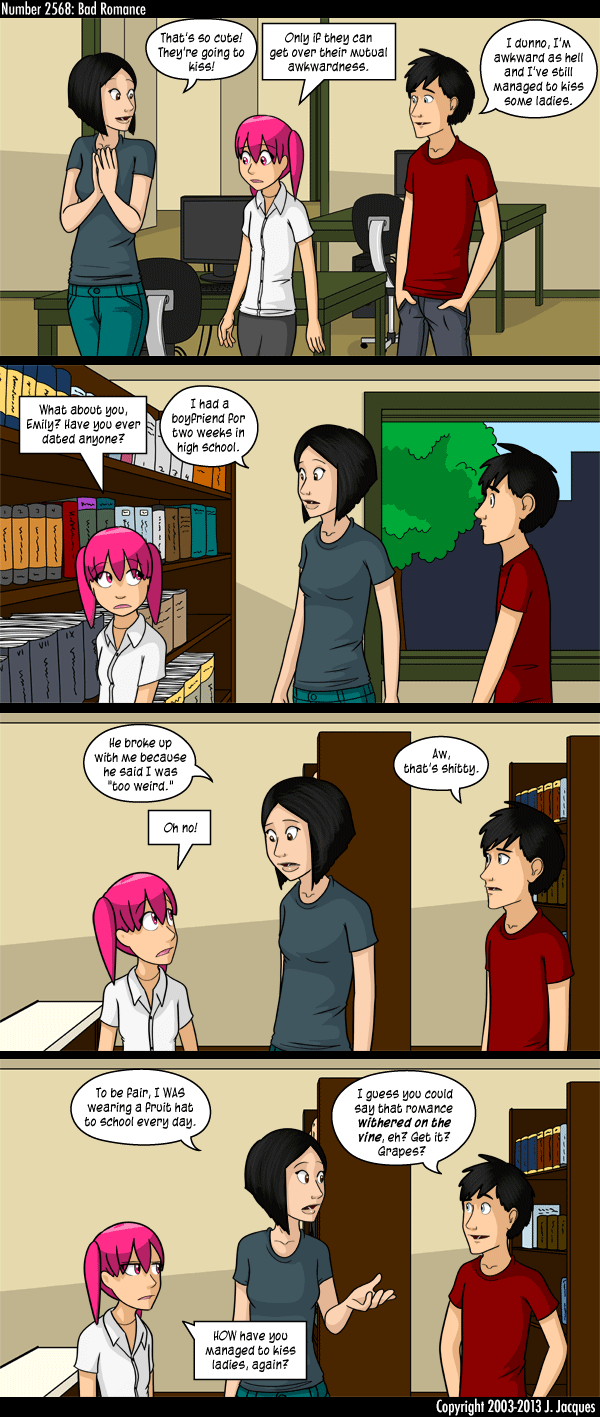 Number 2568: Bad Romance
That's so cute!
They're going to
kiss!
Only if they can
get over their mutual
awkwardness.
I dunno, I'm
awkward as hell
and I've still
managed to kiss
some ladies.
What about you,
Emily? Have you ever
dated anyone?
I had a
boyfriend for
two weeks in
high school.
He broke up
with me because
he said I was
"too weird."
Oh no!
Aw,
that's shitty.
To be fair, I WAS
wearing a fruit hat
to school every day.
I guess you could
say that romance
withered on the
vine, eh? Get it?
Grapes?
HOW have you
managed to kiss
ladies, again?
Copyright 2003-2013 J. Jacques